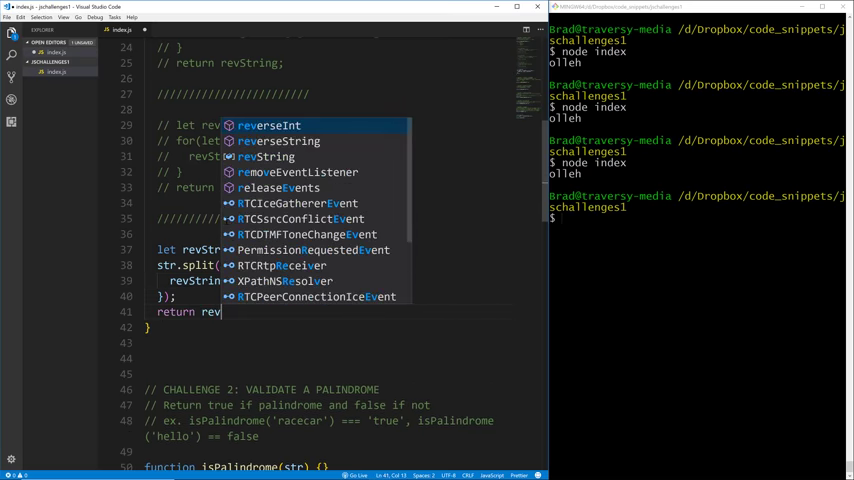 index.js - jschallenges1 - Visual Studio Code
File Edit Selection View Go Debug Tasks Help
EXPLORER
OPEN EDITORS 1 UNSAVED
index.js
JSCHALLENGES1
index.js
index.js
24 // }
25 // return revString;
26
27 ////////////////////////
28
29 // let rev
30 // for(let
31 // revSt
32 // }
33 // return
34
35 //////////
36
37 let revStr
38 str.split(
39 revStrin
40 });
41 return rev
42 }
43
44
45
46 // CHALLENGE 2: VALIDATE A PALINDROME
47 // Return true if palindrome and false if not
48 // ex. isPalindrome('racecar') === 'true', isPalindrome
('hello') == false
49
50 function isPalindrome(str) {}
reverseInt
reverseString
revString
removeEventListener
releaseEvents
RTCIceGathererEvent
RTCSsrcConflictEvent
RTCDTMFToneChangeEvent
PermissionRequestedEvent
RTCRtpReceiver
XPathNSResolver
RTCPeerConnectionIceEvent
0 0
Go Live Ln 41, Col 13 Spaces: 2 UTF-8 CRLF JavaScript Prettier
MINGW64:/d/Dropbox/code_snippets/jschallenges1
Brad@traversy-media /d/Dropbox/code_snippets/j
schallenges1
$ node index
olleh
Brad@traversy-media /d/Dropbox/code_snippets/j
schallenges1
$ node index
olleh
Brad@traversy-media /d/Dropbox/code_snippets/j
schallenges1
$ node index
olleh
Brad@traversy-media /d/Dropbox/code_snippets/j
schallenges1
$